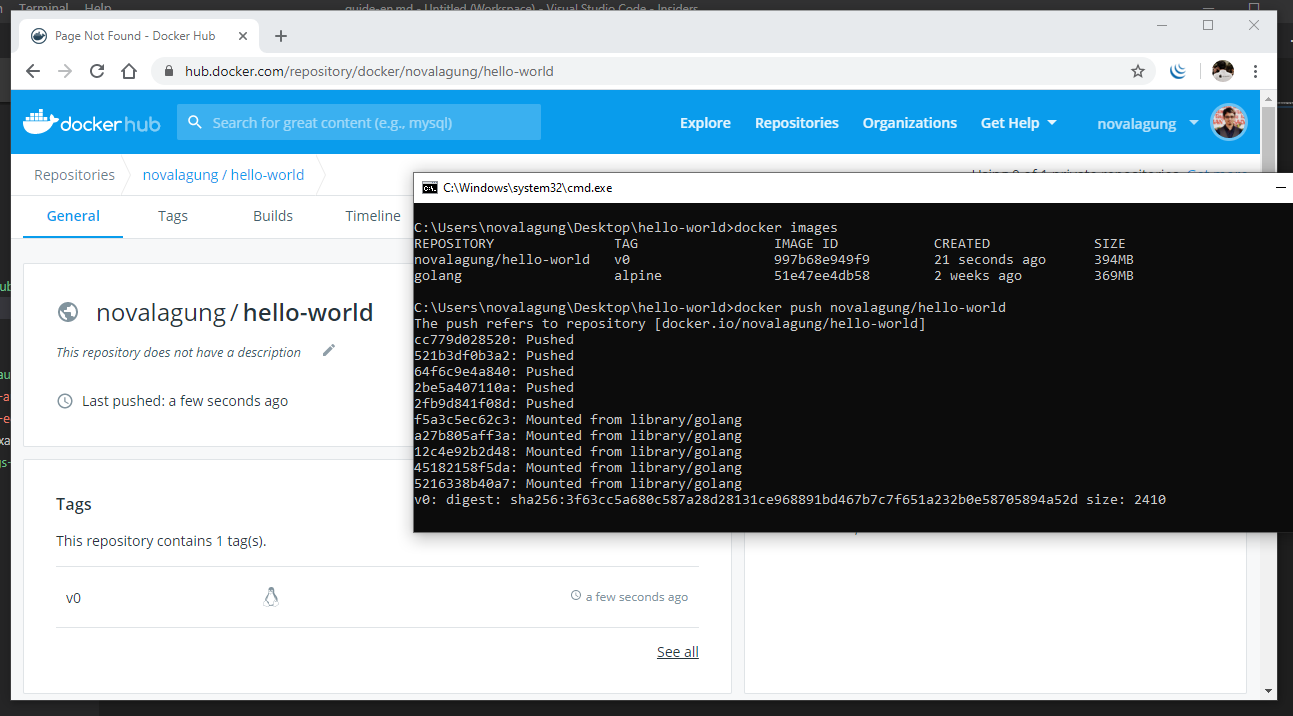 Terminal Help
guide-en.md - Untitled (Workspace) - Visual Studio Code - Insiders
Page Not Found - Docker Hub
hub.docker.com/repository/docker/novalagung/hello-world
docker hub
Search for great content (e.g., mysql)
Explore
Repositories
Organizations
Get Help
novalagung
Repositories
novalagung / hello-world
General
Tags
Builds
Timeline
novalagung / hello-world
This repository does not have a description
Last pushed: a few seconds ago
Tags
This repository contains 1 tag(s).
v0
a few seconds ago
See all
C:\Windows\system32\cmd.exe
C:\Users\novalagung\Desktop\hello-world>docker images
REPOSITORY TAG IMAGE ID CREATED SIZE
novalagung/hello-world v0 997b68e949f9 21 seconds ago 394MB
golang alpine 51e47ee4db58 2 weeks ago 369MB
C:\Users\novalagung\Desktop\hello-world>docker push novalagung/hello-world
The push refers to repository [docker.io/novalagung/hello-world]
cc779d028520: Pushed
521b3df0b3a2: Pushed
64f6c9e4a840: Pushed
2be5a407110a: Pushed
2fb9d841f08d: Pushed
f5a3c5ec62c3: Mounted from library/golang
a27b805aff3a: Mounted from library/golang
12c4e92b2d48: Mounted from library/golang
45182158f5da: Mounted from library/golang
5216338b40a7: Mounted from library/golang
v0: digest: sha256:3f63cc5a680c587a28d28131ce968891bd467b7c7f651a232b0e58705894a52d size: 2410